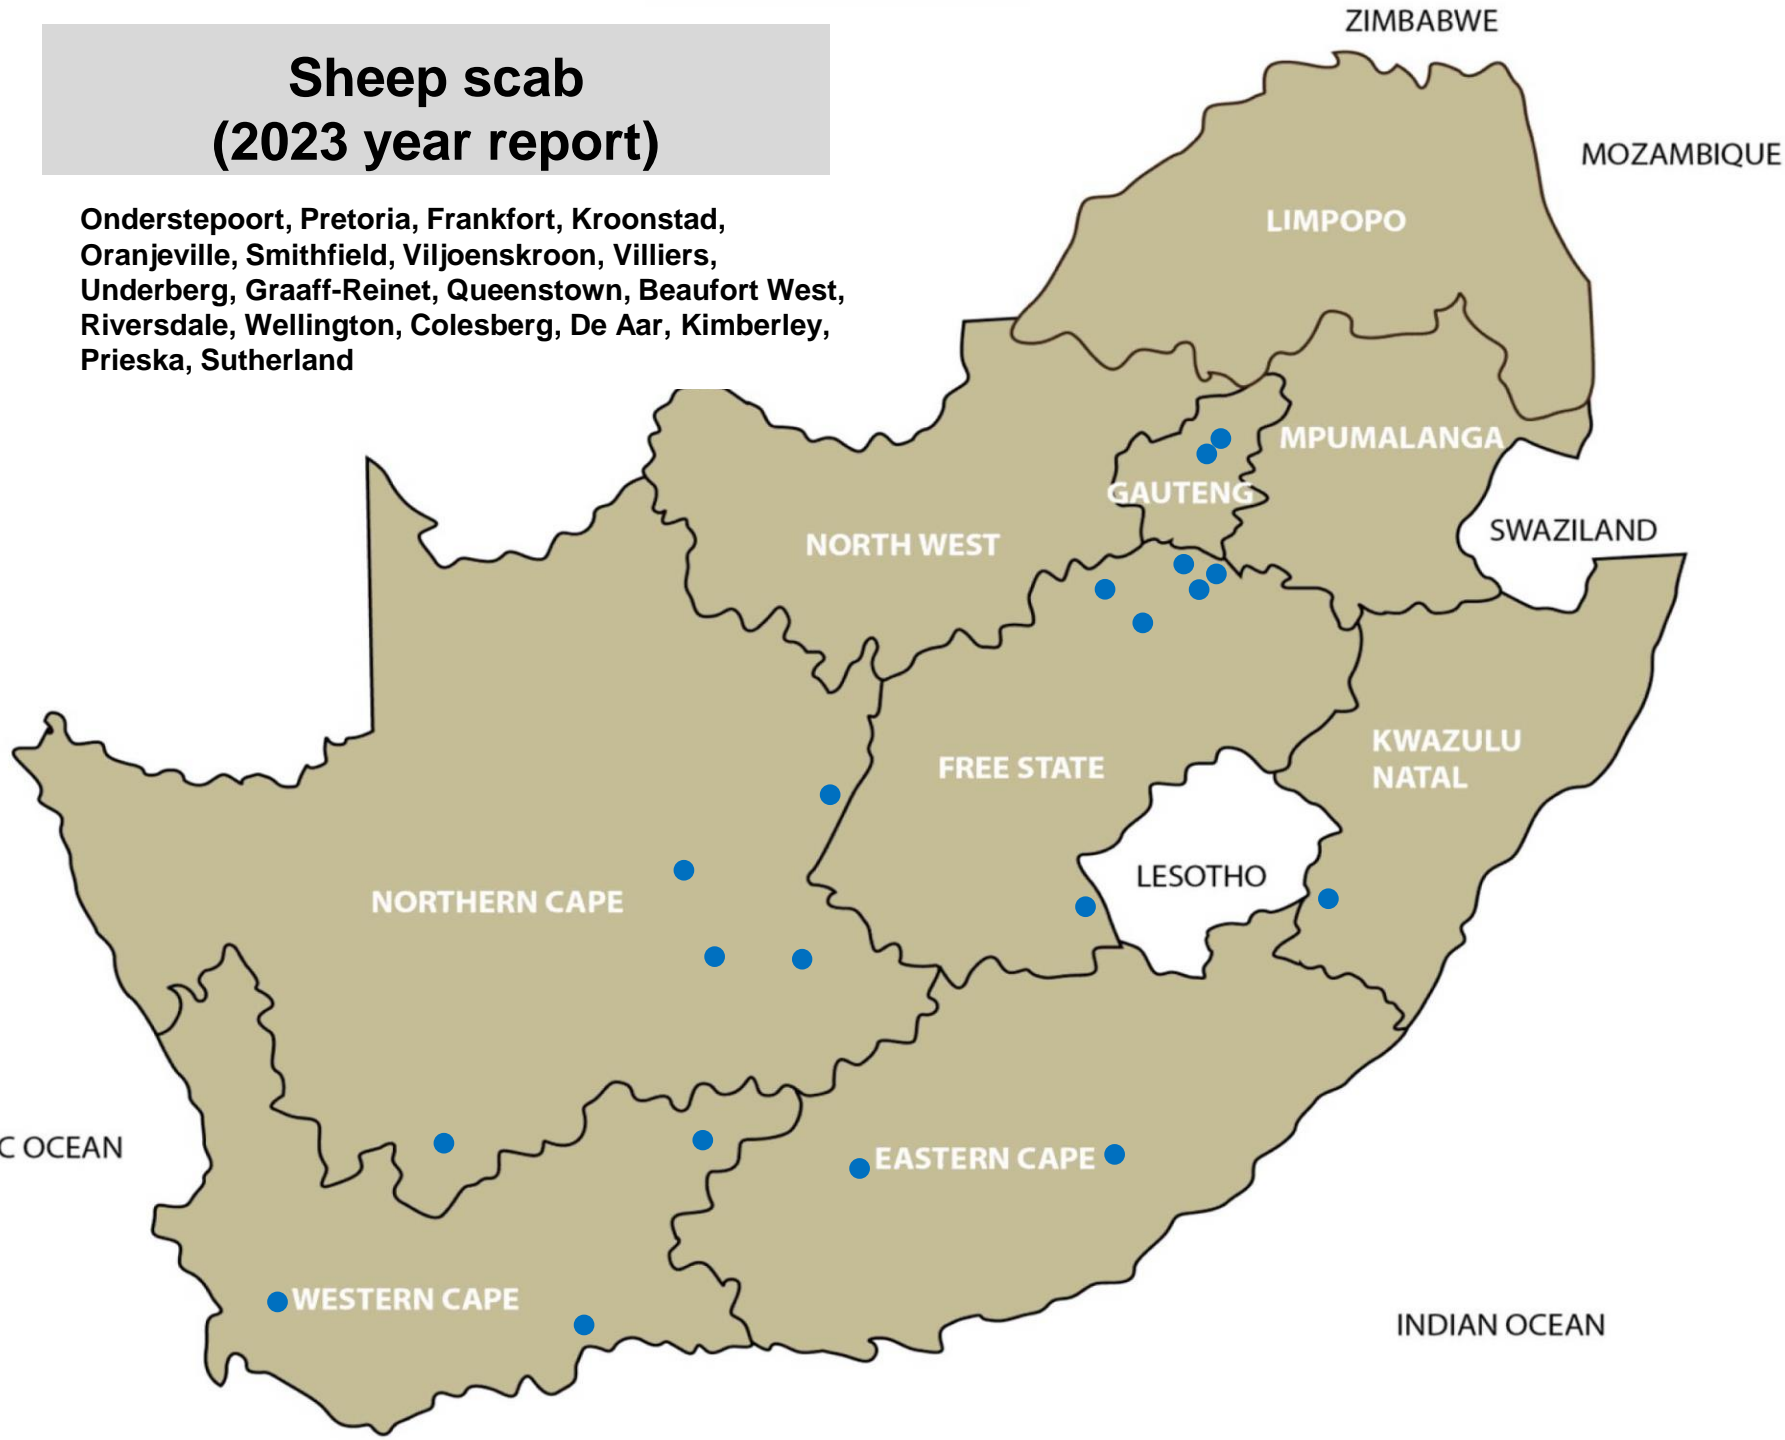 Sheep scab
(2023 year report)
Onderstepoort, Pretoria, Frankfort, Kroonstad,
Oranjeville, Smithfield, Viljoenskroon, Villiers,
Underberg, Graaff-Reinet, Queenstown, Beaufort West,
Riversdale, Wellington, Colesberg, De Aar, Kimberley,
Prieska, Sutherland
ZIMBABWE
MOZAMBIQUE
LIMPOPO
MPUMALANGA
GAUTENG
SWAZILAND
NORTH WEST
KWAZULU
NATAL
FREE STATE
LESOTHO
NORTHERN CAPE
C OCEAN
EASTERN CAPE
WESTERN CAPE
INDIAN OCEAN